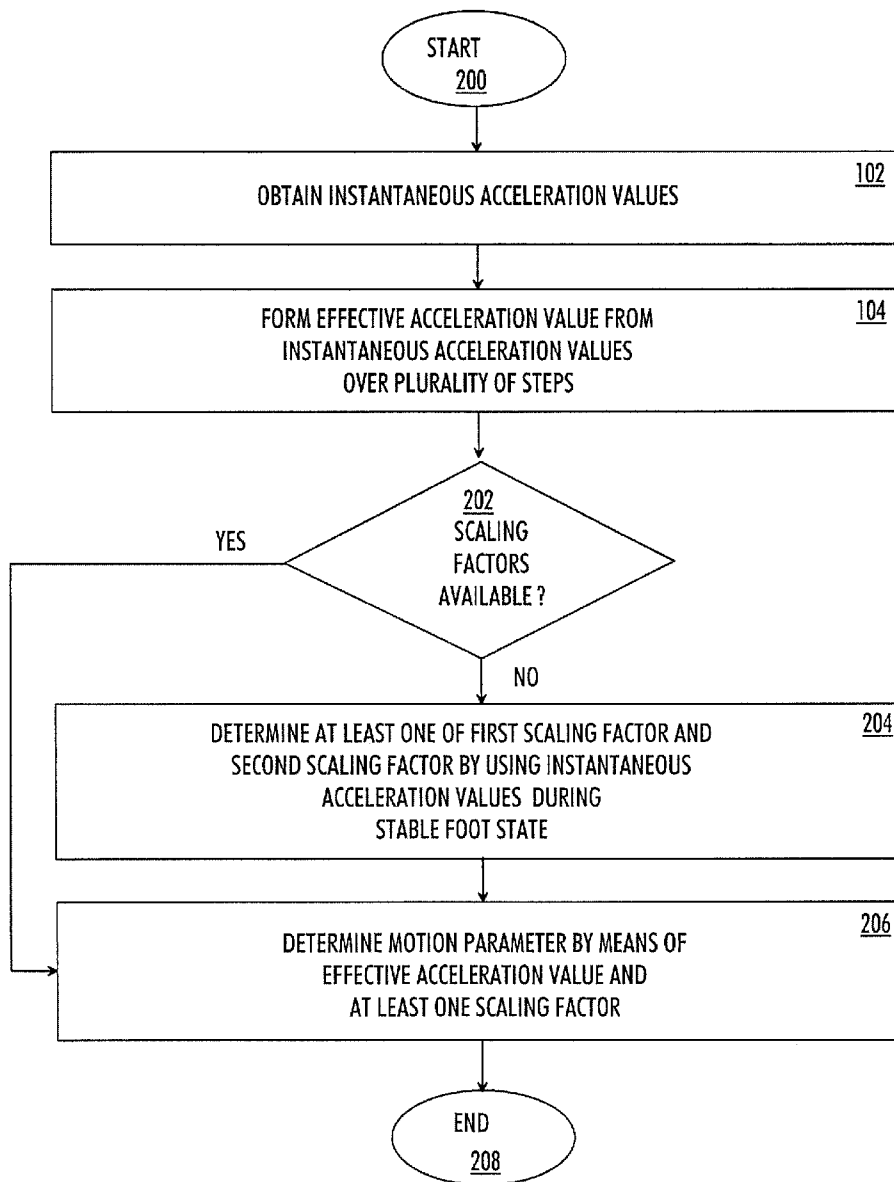 START
200
102
OBTAIN INSTANTANEOUS ACCELERATION VALUES
104
FORM EFFECTIVE ACCELERATION VALUE FROM
INSTANTANEOUS ACCELERATION VALUES
OVER PLURALITY OF STEPS
202
SCALING
FACTORS
AVAILABLE ?
YES
NO
204
DETERMINE AT LEAST ONE OF FIRST SCALING FACTOR AND
SECOND SCALING FACTOR BY USING INSTANTANEOUS
ACCELERATION VALUES DURING
STABLE FOOT STATE
206
DETERMINE MOTION PARAMETER BY MEANS OF
EFFECTIVE ACCELERATION VALUE AND
AT LEAST ONE SCALING FACTOR
END
208